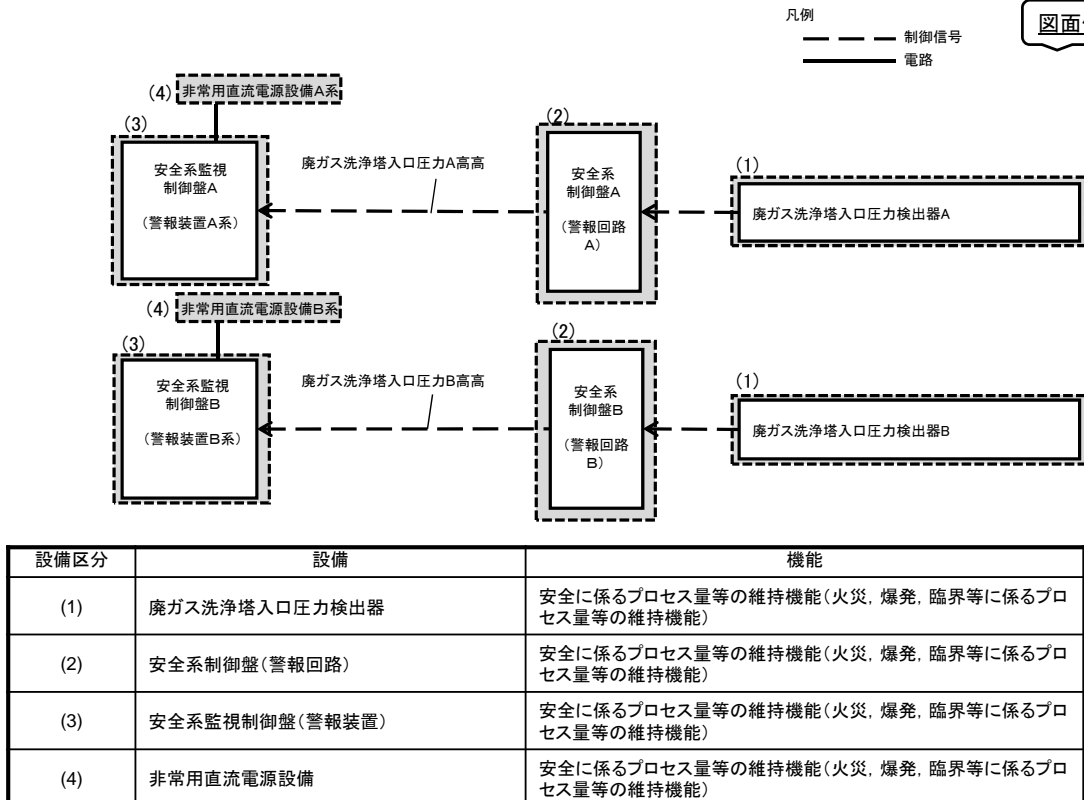 凡例
制御信号
電路
図面
(4)
非常用直流電源設備A系
(3)
安全系監視
制御盤A
(警報装置A系)
廃ガス洗浄塔入口圧力A高高
(2)
安全系
制御盤A
(警報回路
A)
(1)
廃ガス洗浄塔入口圧力検出器A
(4)
非常用直流電源設備B系
(3)
安全系監視
制御盤B
(警報装置B系)
廃ガス洗浄塔入口圧力B高高
(2)
安全系
制御盤B
(警報回路
B)
(1)
廃ガス洗浄塔入口圧力検出器B
設備区分 設備 機能
(1) 廃ガス洗浄塔入口圧力検出器 安全に係るプロセス量等の維持機能(火災,爆発,臨界等に係るプロ
セス量等の維持機能)
(2) 安全系制御盤(警報回路) 安全に係るプロセス量等の維持機能(火災,爆発,臨界等に係るプロ
セス量等の維持機能)
(3) 安全系監視制御盤(警報装置) 安全に係るプロセス量等の維持機能(火災,爆発,臨界等に係るプロ
セス量等の維持機能)
(4) 非常用直流電源設備 安全に係るプロセス量等の維持機能(火災,爆発,臨界等に係るプロ
セス量等の維持機能)